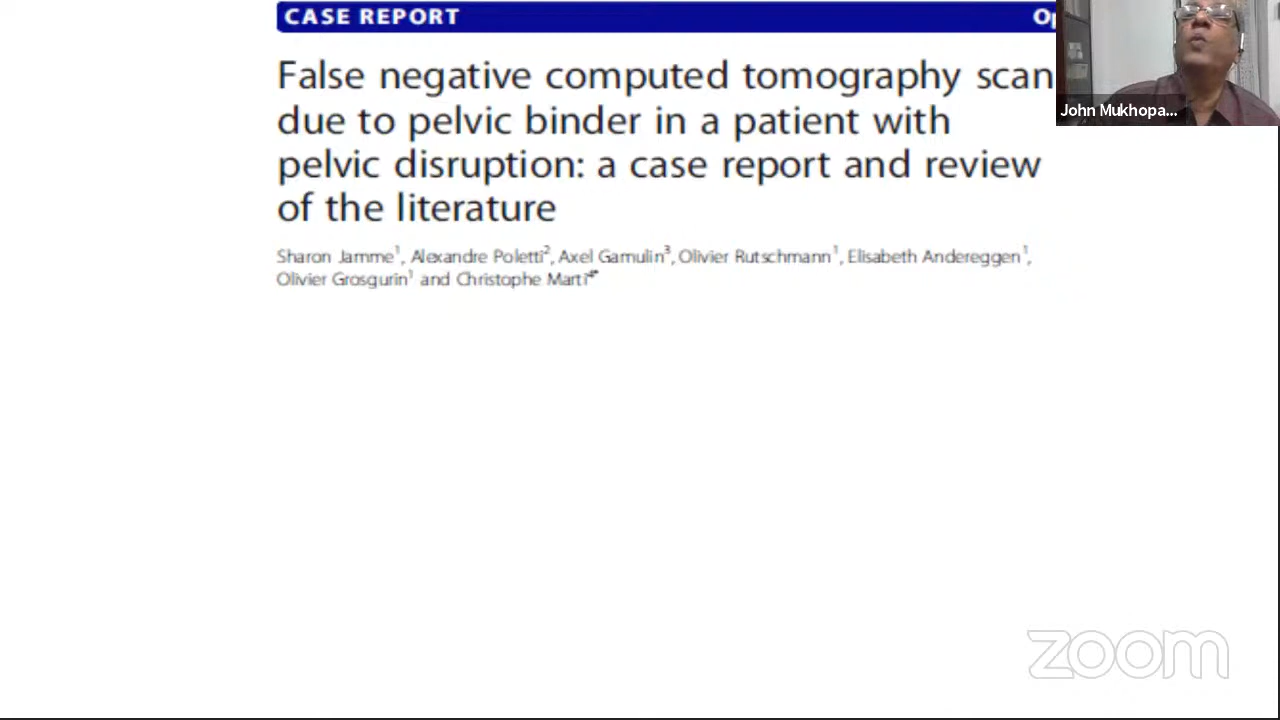 CASE REPORT Op
False negative computed tomography scan
due to pelvic binder in a patient with
pelvic disruption: a case report and review
of the literature
Sharon Jamme1, Alexandre Poletti2, Axel Gamulin3, Olivier Rutschmann1, Elisabeth Andereggen1,
Olivier Grosgurin1 and Christophe Marti4*
John Mukhopa...
zoom